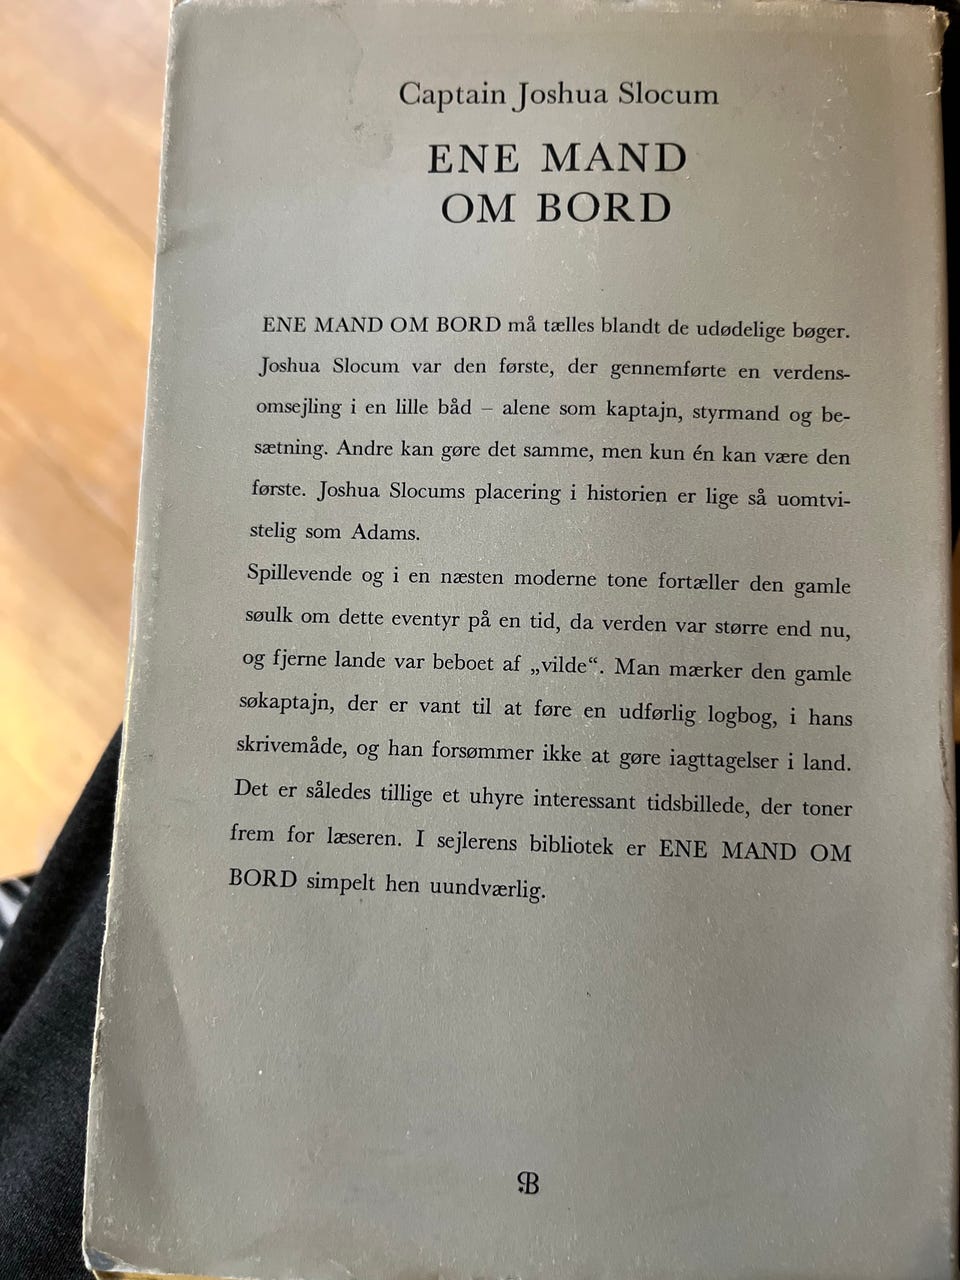 Captain Joshua Slocum
ENE MAND
OM BORD
ENE MAND OM BORD må tælles blandt de udødelige bøger.
Joshua Slocum var den første, der gennemførte en verdens-
omsejling i en lille båd – alene som kaptajn, styrmand og be-
sætning. Andre kan gøre det samme, men kun én kan være den
første. Joshua Slocums placering i historien er lige så uomtvi-
stelig som Adams.
Spillevende og i en næsten moderne tone fortæller den gamle
søulk om dette eventyr på en tid, da verden var større end nu,
og fjerne lande var beboet af „vilde“. Man mærker den gamle
søkaptajn, der er vant til at føre en udførlig logbog, i hans
skrivemåde, og han forsømmer ikke at gøre iagttagelser i land.
Det er således tillige et uhyre interessant tidsbillede, der toner
frem for læseren. I sejlerens bibliotek er ENE MAND OM
BORD simpelt hen uundværlig.